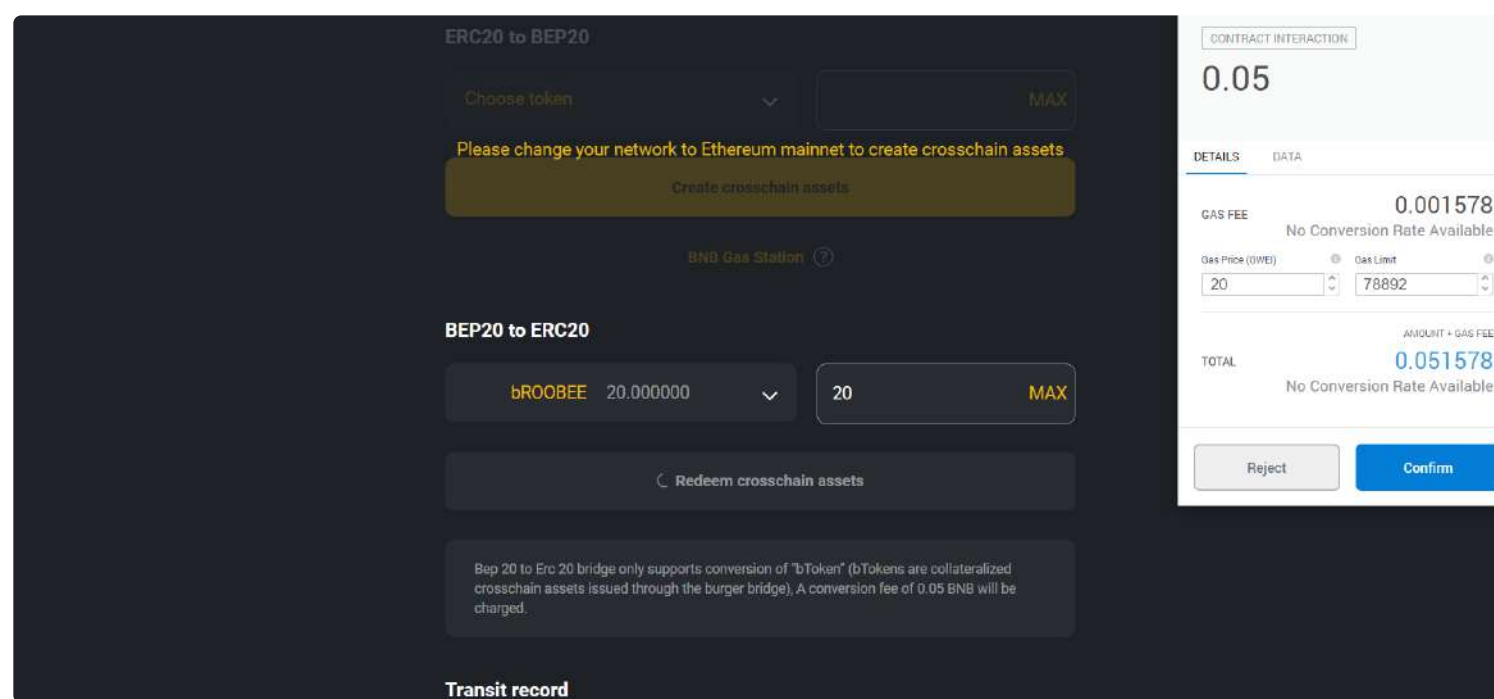 ERC20 to BEP20
Choose token
MAX
Please change your network to Ethereum mainnet to create crosschain assets
Create crosschain assets
BNB Gas Station ?
BEP20 to ERC20
bROOBEE 20.000000
20 MAX
Redeem crosschain assets
Bep 20 to Erc 20 bridge only supports conversion of "bToken" (bTokens are collateralized
crosschain assets issued through the burger bridge), A conversion fee of 0.05 BNB will be
charged.
Transit record
CONTRACT INTERACTION
0.05
DETAILS DATA
GAS FEE 0.001578
No Conversion Rate Available
Gas Price (GWEI) Gas Limit
20 78892
AMOUNT + GAS FEE
TOTAL 0.051578
No Conversion Rate Available
Reject Confirm